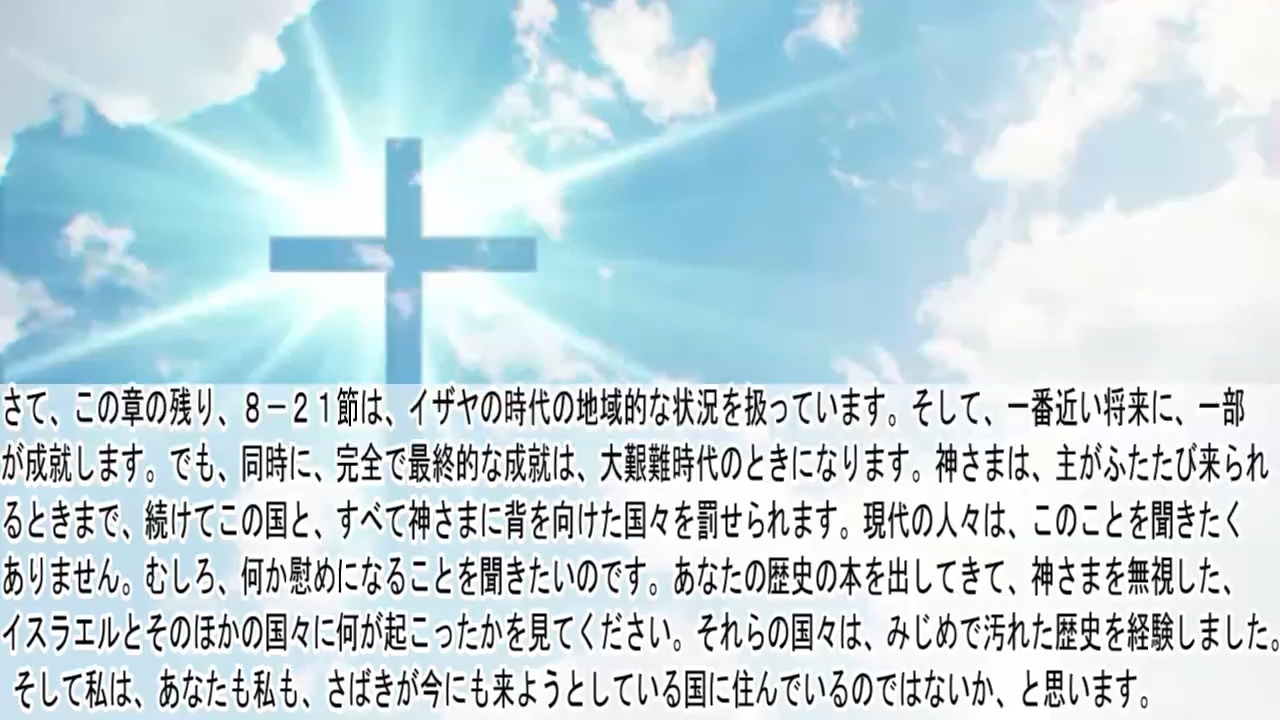 さて、この章の残り、８－２１節は、イザヤの時代の地域的な状況を扱っています。そして、一番近い将来に、一部
が成就します。でも、同時に、完全で最終的な成就は、大艱難時代のときになります。神さまは、主がふたたび来られ
るときまで、続けてこの国と、すべて神さまに背を向けた国々を罰せられます。現代の人々は、このことを聞きたく
ありません。むしろ、何か慰めになることを聞きたいのです。あなたの歴史の本を出してきて、神さまを無視した、
イスラエルとそのほかの国々に何が起こったかを見てください。それらの国々は、みじめで汚れた歴史を経験しました。
そして私は、あなたも私も、さばきが今にも来ようとしている国に住んでいるのではないか、と思います。